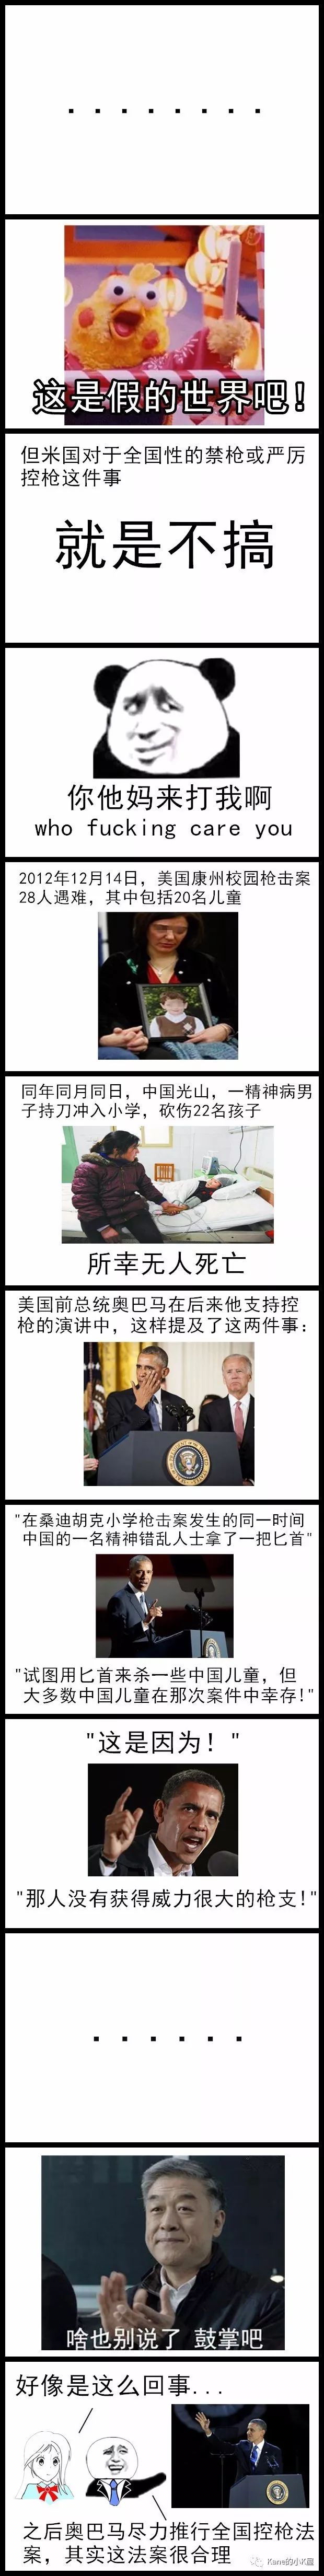 ........
这是假的世界吧！
但米国对于全国性的禁枪或严厉
控枪这件事
就是不搞
你他妈来打我啊
who fucking care you
2012年12月14日，美国康州校园枪击案
28人遇难，其中包括20名儿童
同年同月同日，中国光山，一精神病男
子持刀冲入小学，砍伤22名孩子
所幸无人死亡
美国前总统奥巴马在后来他支持控
枪的演讲中，这样提及了这两件事：
"在桑迪胡克小学枪击案发生的同一时间
中国的一名精神错乱人士拿了一把匕首"
"试图用匕首来杀一些中国儿童，但
大多数中国儿童在那次案件中幸存！"
"这是因为！"
"那人没有获得威力很大的枪支！"
......
啥也别说了 鼓掌吧
好像是这么回事...
之后奥巴马尽力推行全国控枪法
案，其实这法案很合理